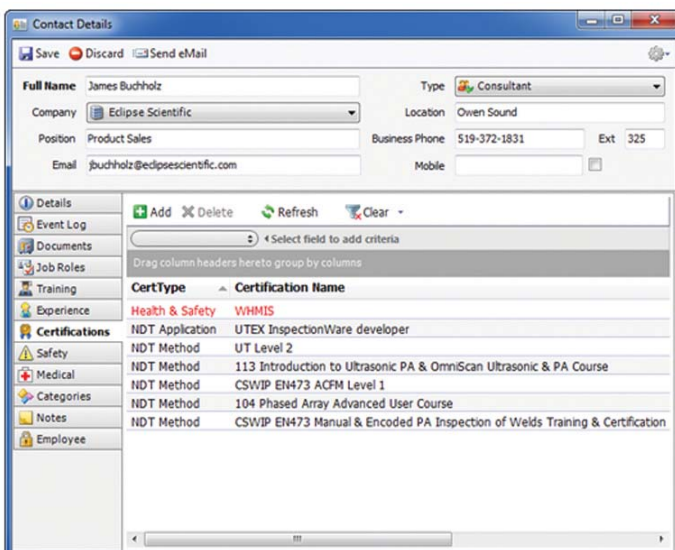 Contact Details
Save Discard Send eMail
Full Name James Buchholz Type Consultant
Company Eclipse Scientific Location Owen Sound
Position Product Sales Business Phone 519-372-1831 Ext 325
Email jbuchholz@eclipsescientific.com Mobile
Details
Event Log
Documents
Job Roles
Training
Experience
Certifications
Safety
Medical
Categories
Notes
Employee
Add Delete Refresh Clear
Select field to add criteria
Drag column headers hereto group by columns
CertType Certification Name
Health & Safety WHMIS
NDT Application UTEX InspectionWare developer
NDT Method UT Level 2
NDT Method 113 Introduction to Ultrasonic PA & OmniScan Ultrasonic & PA Course
NDT Method CSWIP EN473 ACFM Level 1
NDT Method 104 Phased Array Advanced User Course
NDT Method CSWIP EN473 Manual & Encoded PA Inspection of Welds Training & Certification